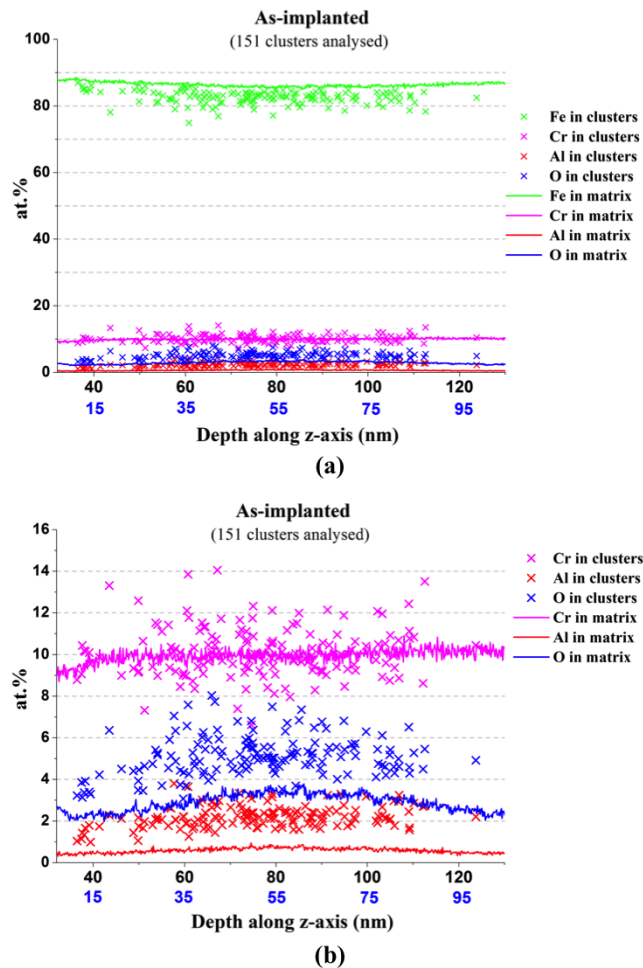 As-implanted
(151 clusters analysed)
100
80
60
40
20
0
at.%
40 60 80 100 120
15 35 55 75 95
Depth along z-axis (nm)
Fe in clusters
Cr in clusters
Al in clusters
O in clusters
Fe in matrix
Cr in matrix
Al in matrix
O in matrix
(a)
As-implanted
(151 clusters analysed)
16
14
12
10
8
6
4
2
0
at.%
40 60 80 100 120
15 35 55 75 95
Depth along z-axis (nm)
Cr in clusters
Al in clusters
O in clusters
Cr in matrix
Al in matrix
O in matrix
(b)